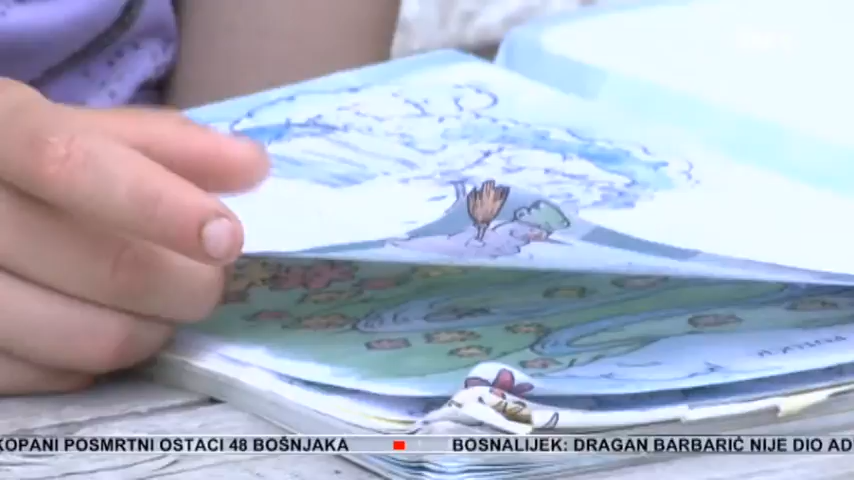 KOPANI POSMRTNI OSTACI 48 BOŠNJAKA BOSNALIJEK: DRAGAN BARBARIĆ NIJE DIO AD